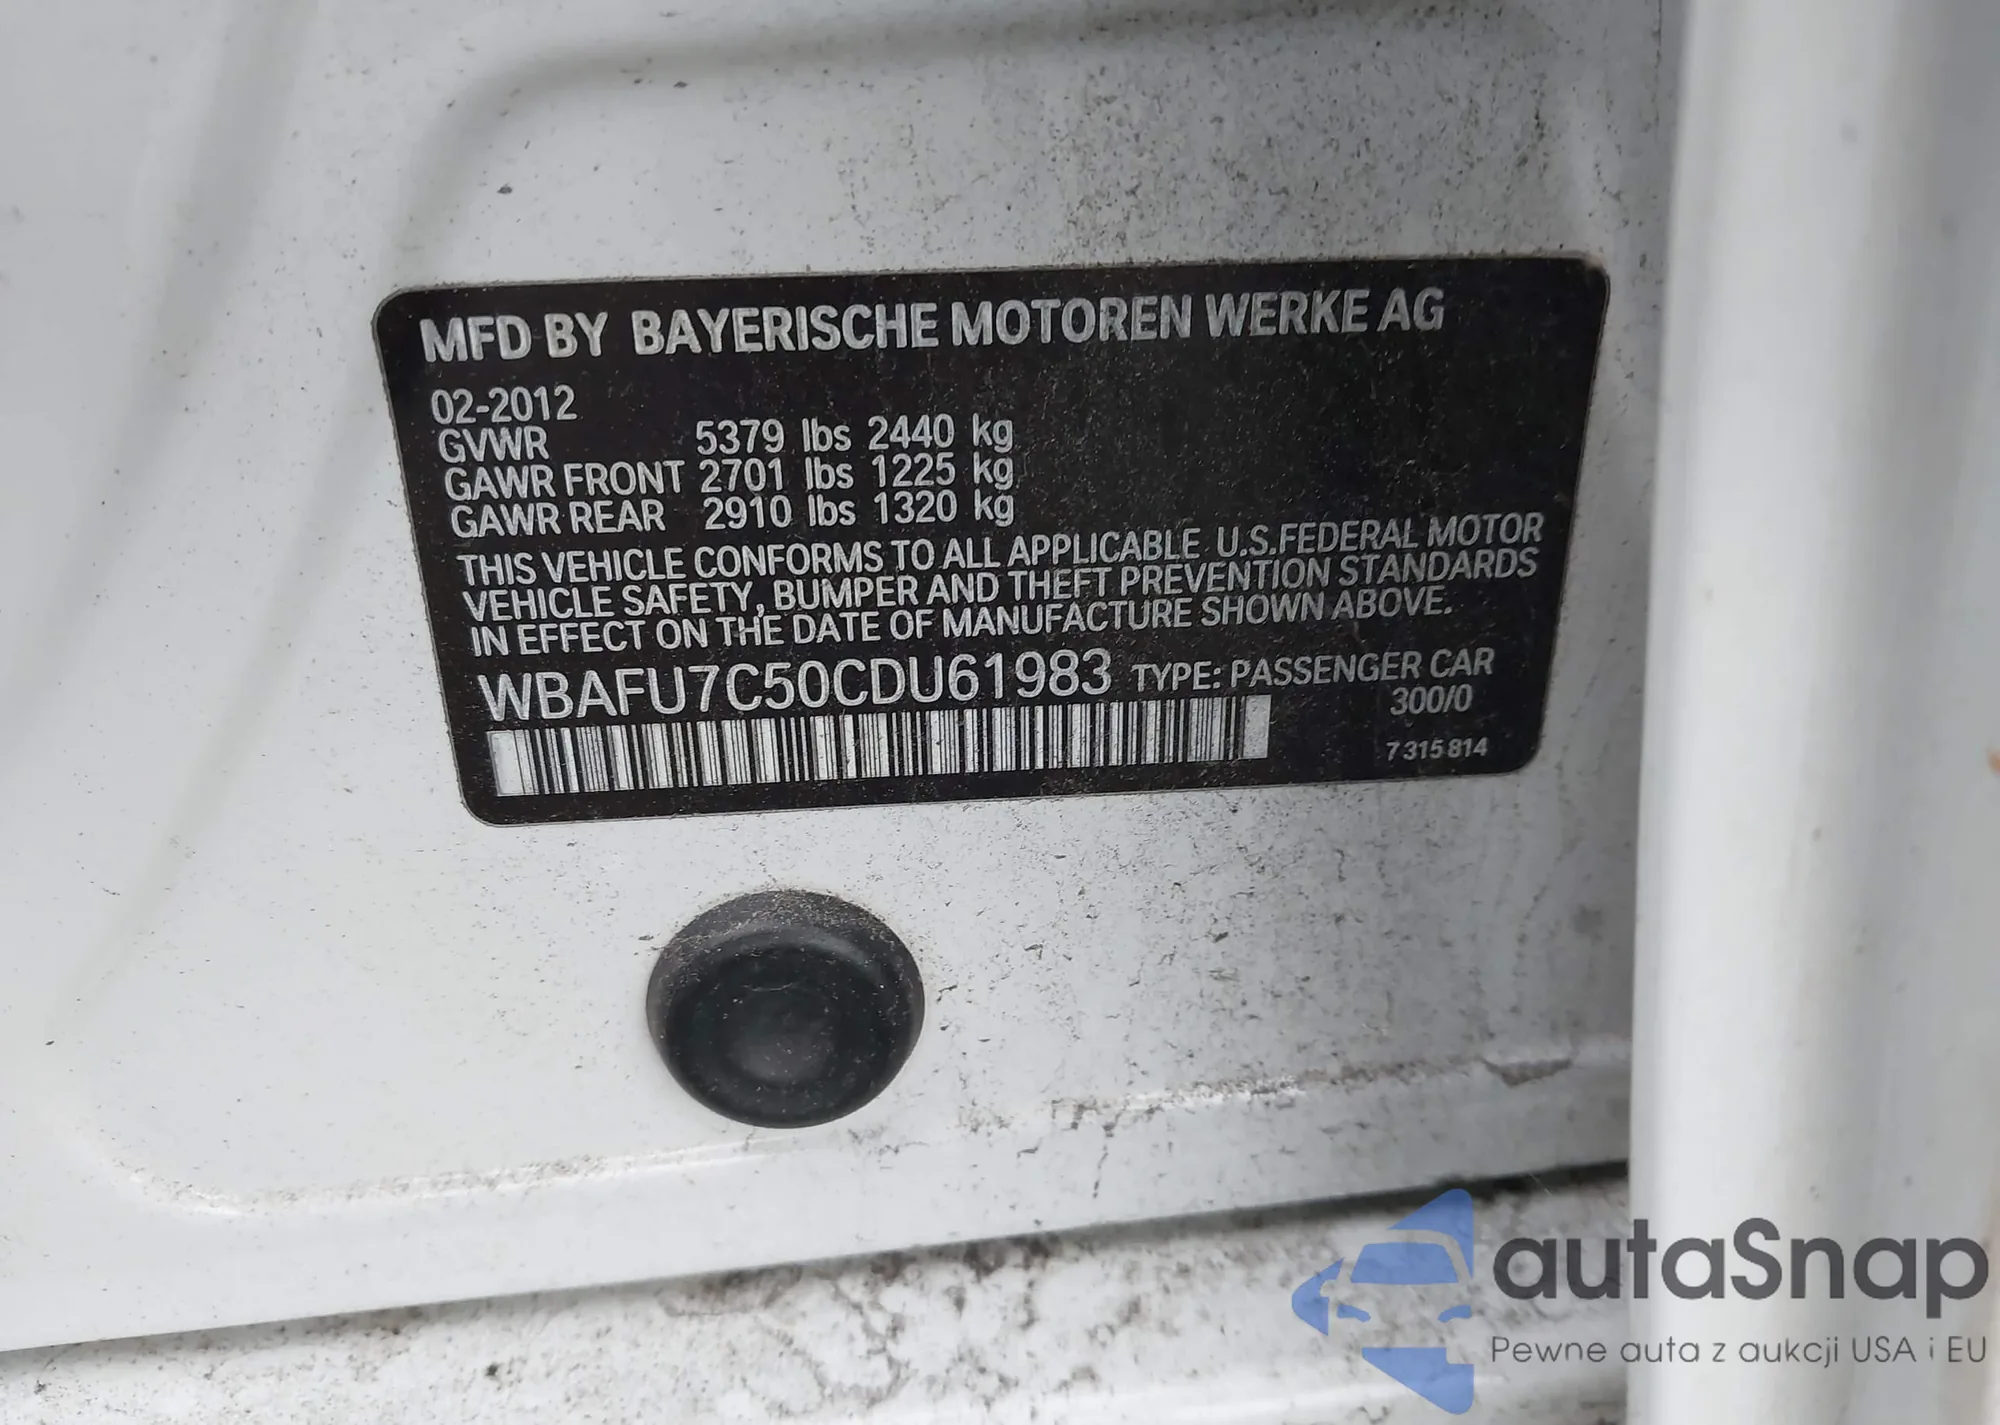 MFD BY BAYERISCHE MOTOREN WERKE AG
02-2012
GVWR 5379 lbs 2440 kg
GAWR FRONT 2701 lbs 1225 kg
GAWR REAR 2910 lbs 1320 kg
THIS VEHICLE CONFORMS TO ALL APPLICABLE U.S.FEDERAL MOTOR
VEHICLE SAFETY, BUMPER AND THEFT PREVENTION STANDARDS
IN EFFECT ON THE DATE OF MANUFACTURE SHOWN ABOVE.
WBAFU7C50CDU61983 TYPE: PASSENGER CAR
300/0
7 315 814
autaSnap
Pewne auta z aukcji USA i EU